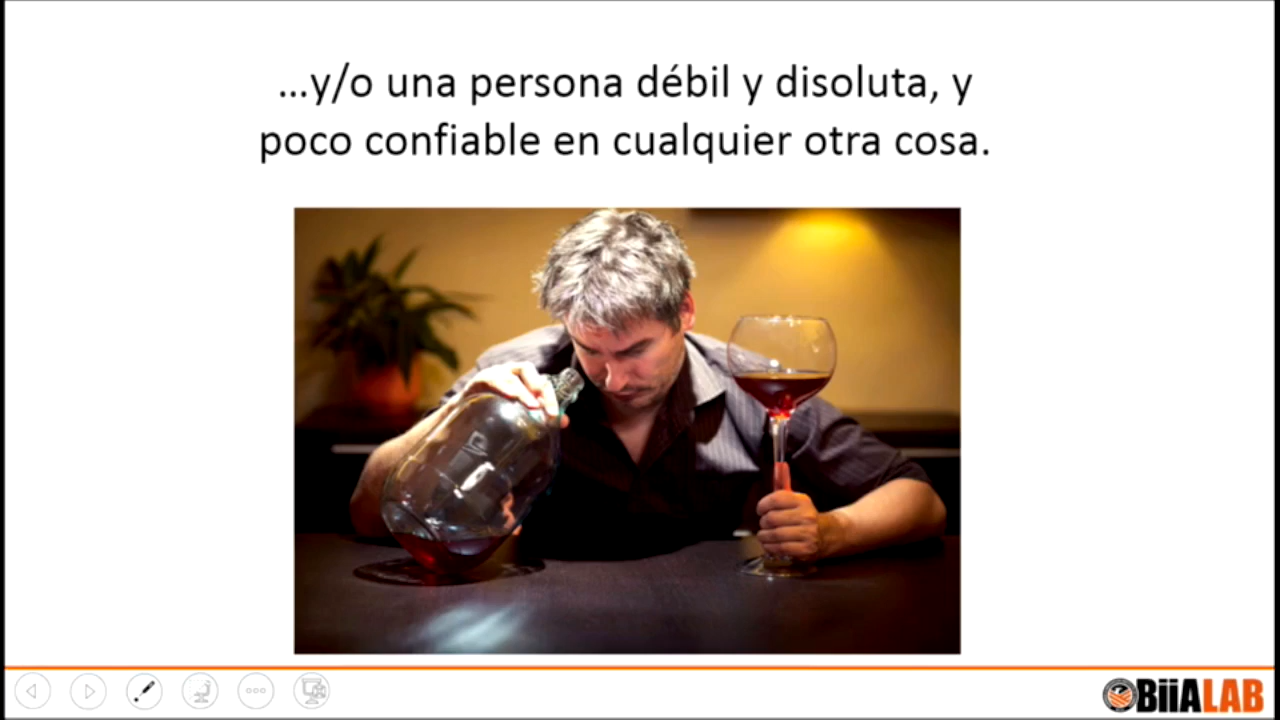 ...y/o una persona débil y disoluta, y
poco confiable en cualquier otra cosa.
BiiALAB